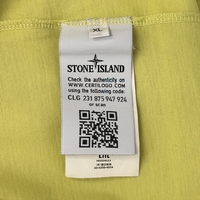 XL
STONE ISLAND
Check the authenticity on
www.certilogo.com
using the following code:
CLG 231 875 947 924
or scan